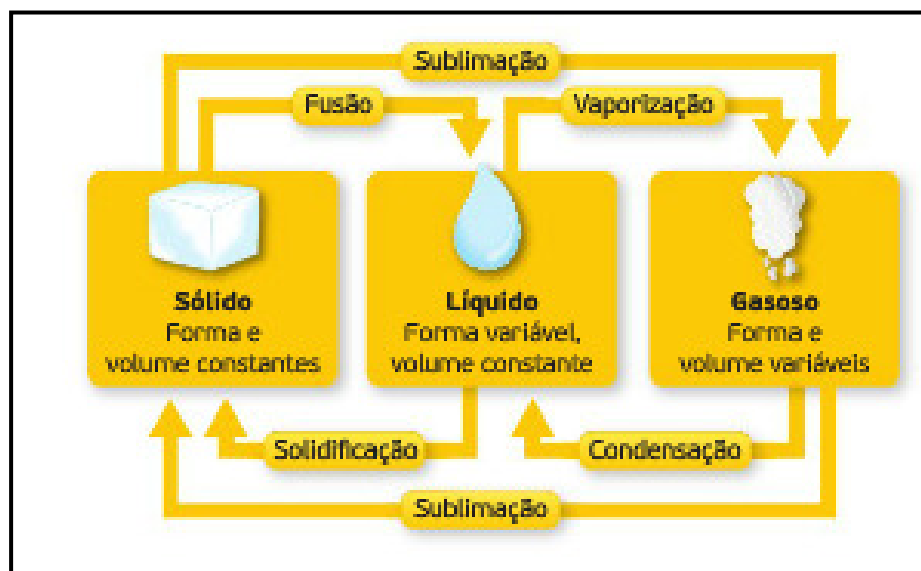 Sublimação
Fusão
Vaporização
Sólido
Forma e
volume constantes
Líquido
Forma variável,
volume constante
Gasoso
Forma e
volume variáveis
Solidificação
Condensação
Sublimação